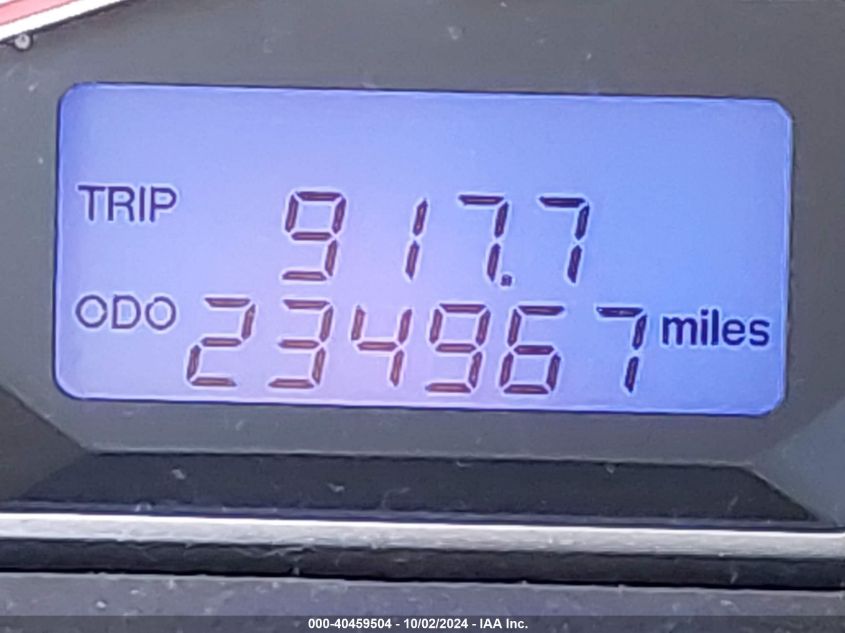 TRIP 917.7
ODO 234967 miles
000-40459504 - 10/02/2024 - IAA Inc.